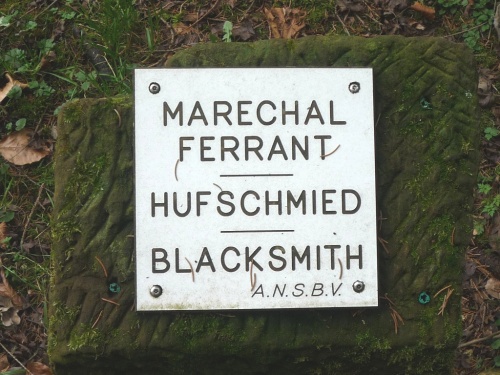 MARECHAL
FERRANT
HUFSCHMIED
BLACKSMITH
A.N.S.B.V.